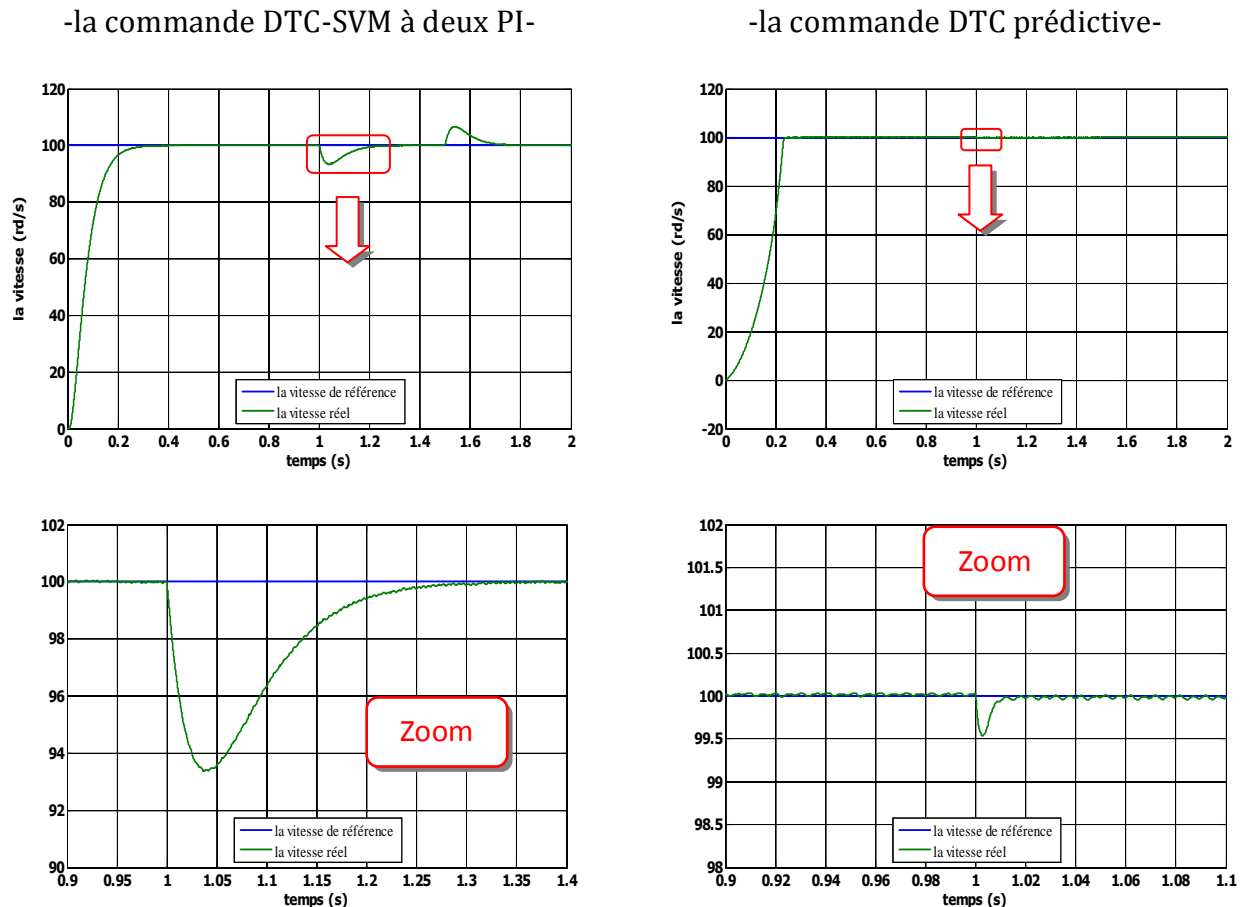 -la commande DTC-SVM à deux PI-
-la commande DTC prédictive-
120
100
80
60
40
20
0
la vitesse (rd/s)
0 0.2 0.4 0.6 0.8 1 1.2 1.4 1.6 1.8 2
temps (s)
la vitesse de référence
la vitesse réel
120
100
80
60
40
20
0
-20
la vitesse (rd/s)
0 0.2 0.4 0.6 0.8 1 1.2 1.4 1.6 1.8 2
temps (s)
la vitesse de référence
la vitesse réel
102
100
98
96
94
92
90
Zoom
0.9 0.95 1 1.05 1.1 1.15 1.2 1.25 1.3 1.35 1.4
temps (s)
la vitesse de référence
la vitesse réel
102
101.5
101
100.5
100
99.5
99
98.5
98
Zoom
0.9 0.92 0.94 0.96 0.98 1 1.02 1.04 1.06 1.08 1.1
temps (s)
la vitesse de référence
la vitesse réel